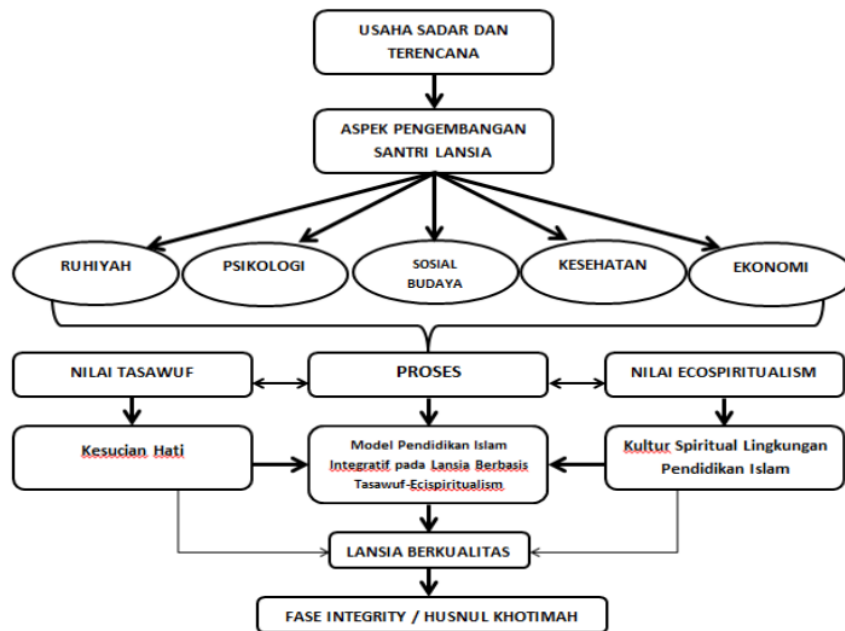 USAHA SADAR DAN
TERENCANA
ASPEK PENGEMBANGAN
SANTRI LANSIA
RUHIYAH
PSIKOLOGI
SOSIAL
BUDAYA
KESEHATAN
EKONOMI
NILAI TASAWUF
PROSES
NILAI ECOSPIRITUALISM
Kesucian Hati
Model Pendidikan Islam
Integratif pada Lansia Berbasis
Tasawuf-Ecispiritualism
Kultur Spiritual Lingkungan
Pendidikan Islam
LANSIA BERKUALITAS
FASE INTEGRITY / HUSNUL KHOTIMAH